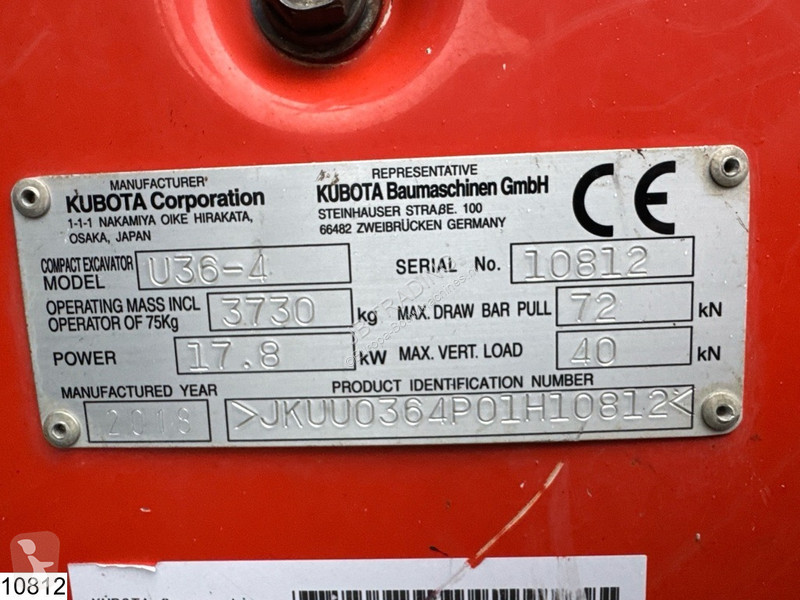 MANUFACTURER
KUBOTA Corporation
1-1-1 NAKAMIYA OIKE HIRAKATA,
OSAKA, JAPAN
REPRESENTATIVE
KUBOTA Baumaschinen GmbH
STEINHAUSER STRAßE. 100
66482 ZWEIBRÜCKEN GERMANY
CE
COMPACT EXCAVATOR
MODEL U36-4
SERIAL No. 10812
OPERATING MASS INCL
OPERATOR OF 75Kg 3730 kg
MAX. DRAW BAR PULL 72 kN
POWER 17.8 kW
MAX. VERT. LOAD 40 kN
MANUFACTURED YEAR
2018
PRODUCT IDENTIFICATION NUMBER
>JKUU0364P01H10812<
10812